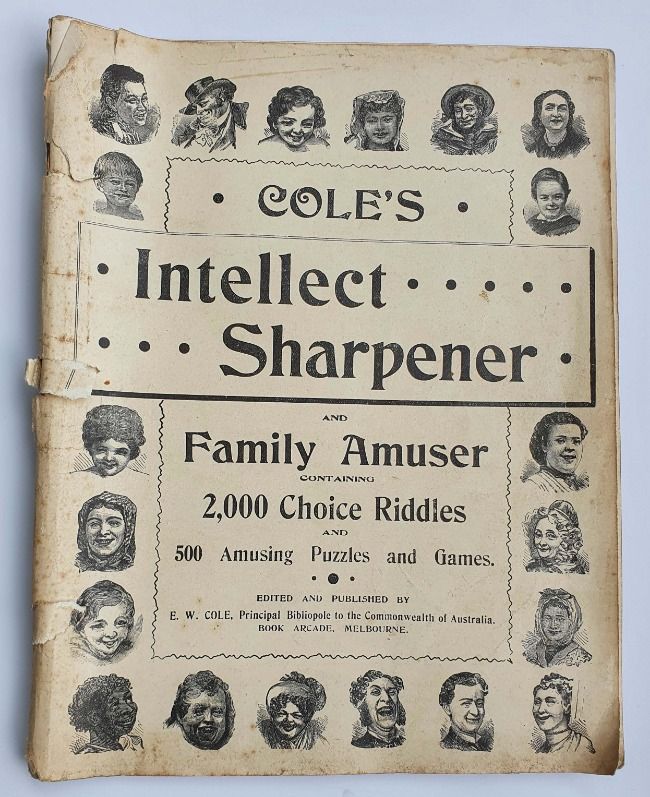 COLE'S
Intellect
Sharpener
AND
Family Amuser
CONTAINING
2,000 Choice Riddles
AND
500 Amusing Puzzles and Games.
EDITED AND PUBLISHED BY
E. W. COLE, Principal Bibliopole to the Commonwealth of Australia.
BOOK ARCADE, MELBOURNE.